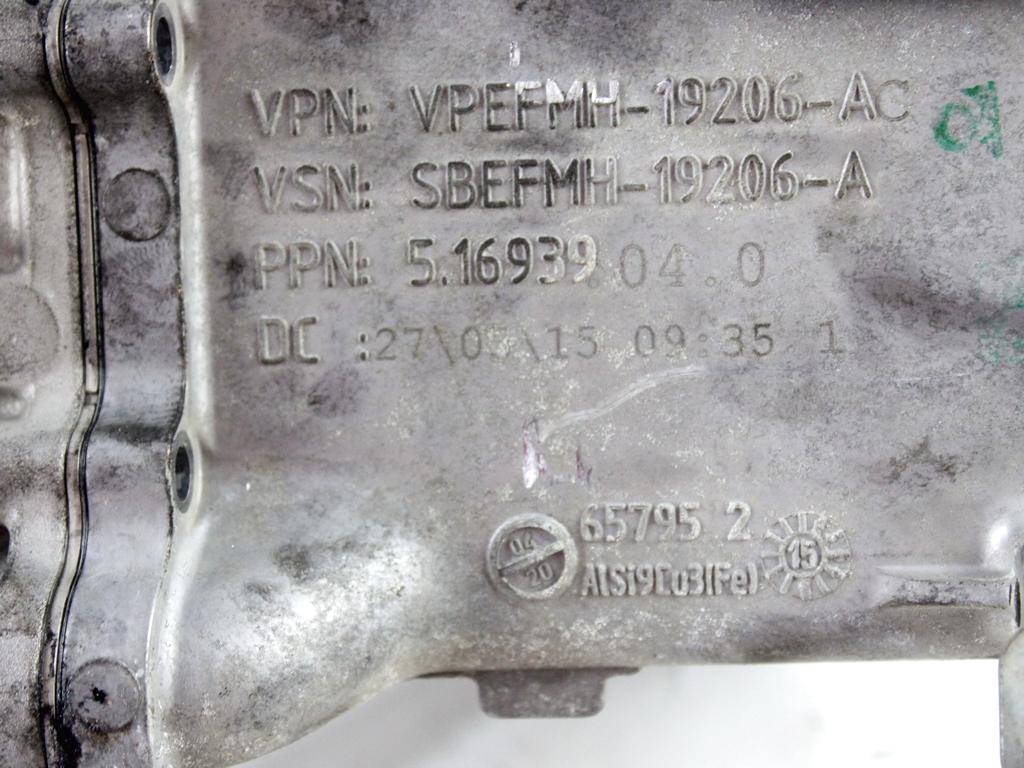 VPN: VPEFMH-19206-AC
VSN: SBEFMH-19206-A
PPN: 5.16939.04.0
DC :27\05\15 09:35 1
04
20
65795 2
AlSi9Cu3(Fe)
15